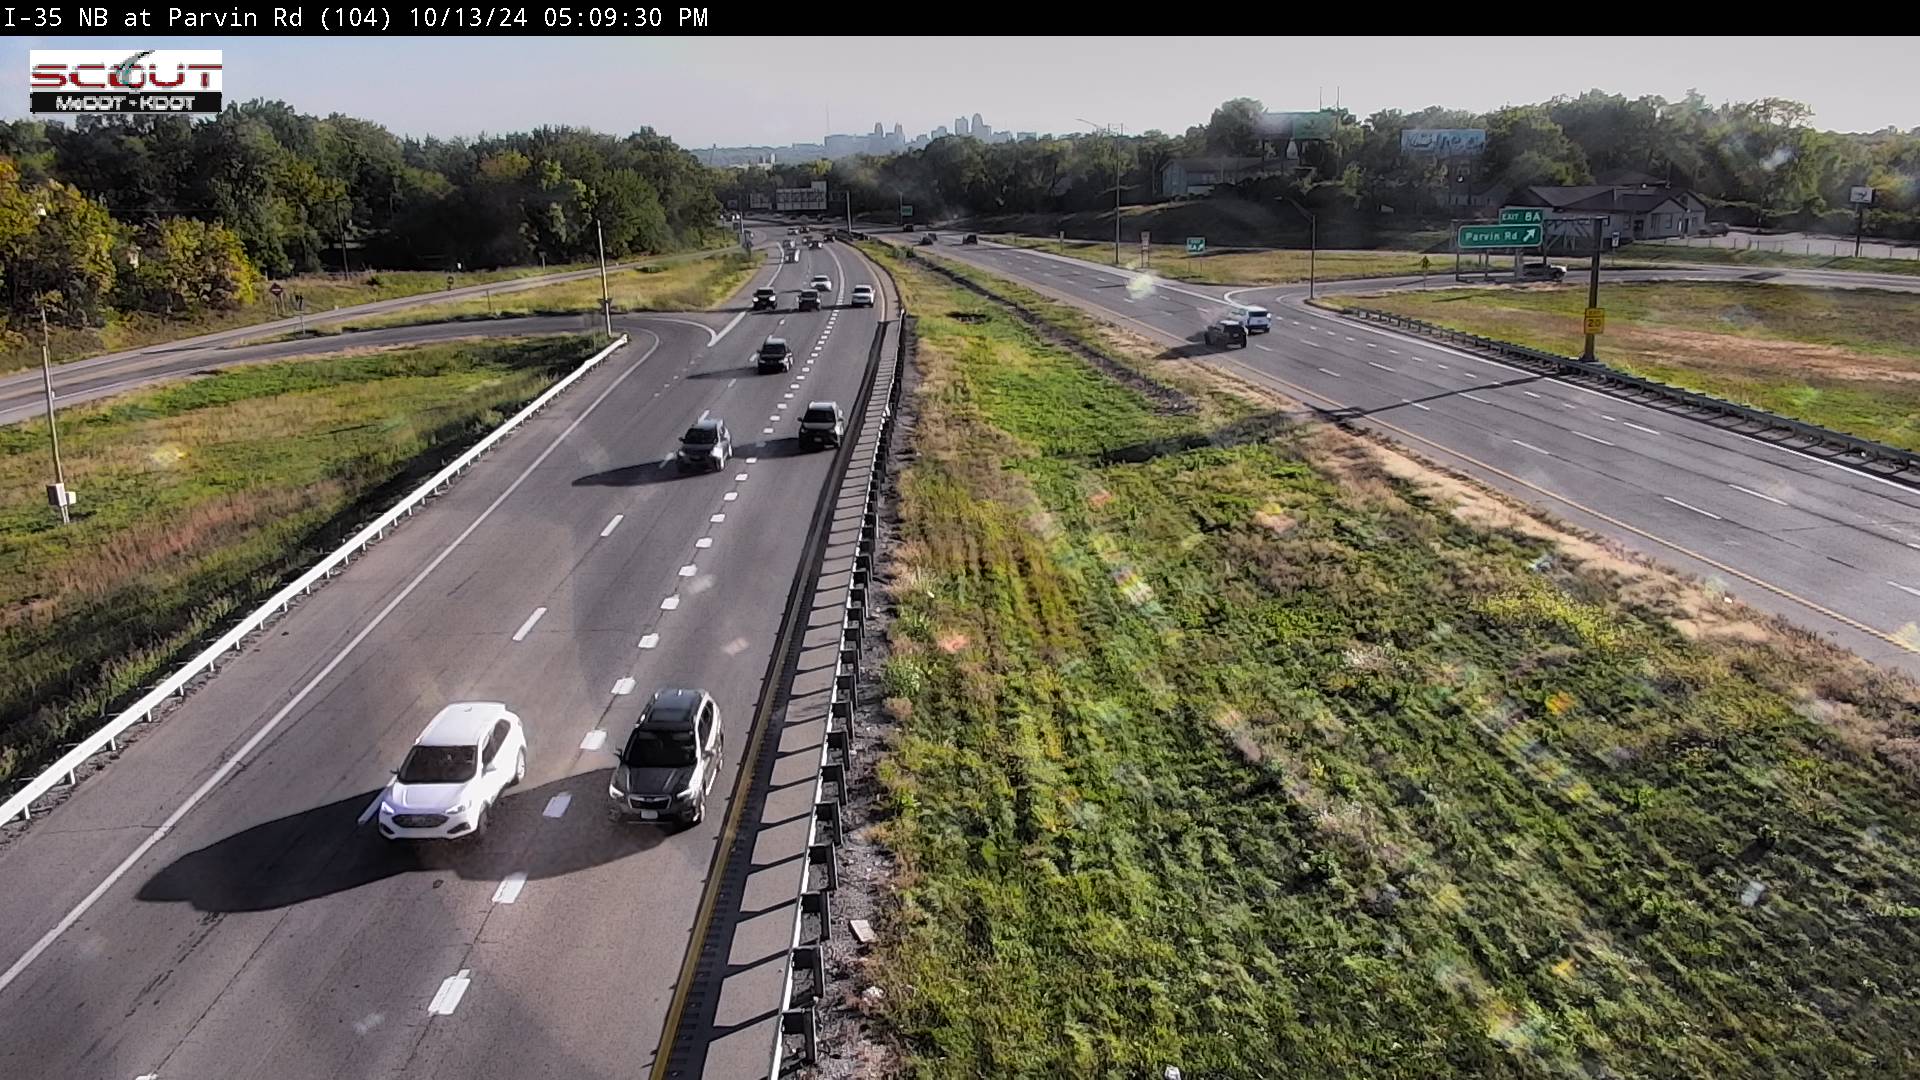 I-35 NB at Parvin Rd (104) 10/13/24 05:09:30 PM
SCOUT
MoDOT - KDOT
EXIT 8A
Parvin Rd